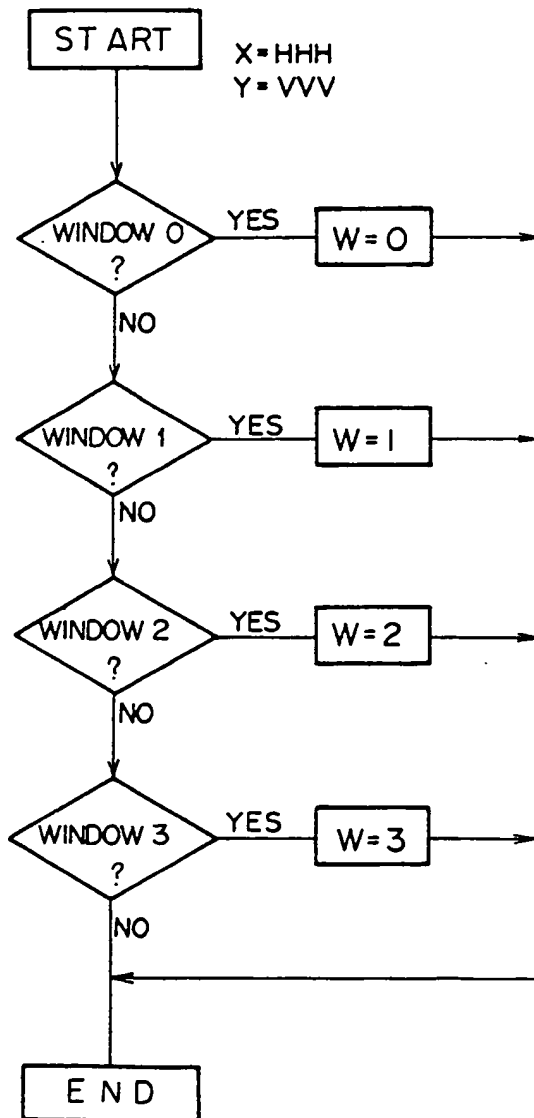 START
X=HHH
Y=VVV
WINDOW 0
?
YES
W=0
NO
WINDOW 1
?
YES
W=1
NO
WINDOW 2
?
YES
W=2
NO
WINDOW 3
?
YES
W=3
NO
END